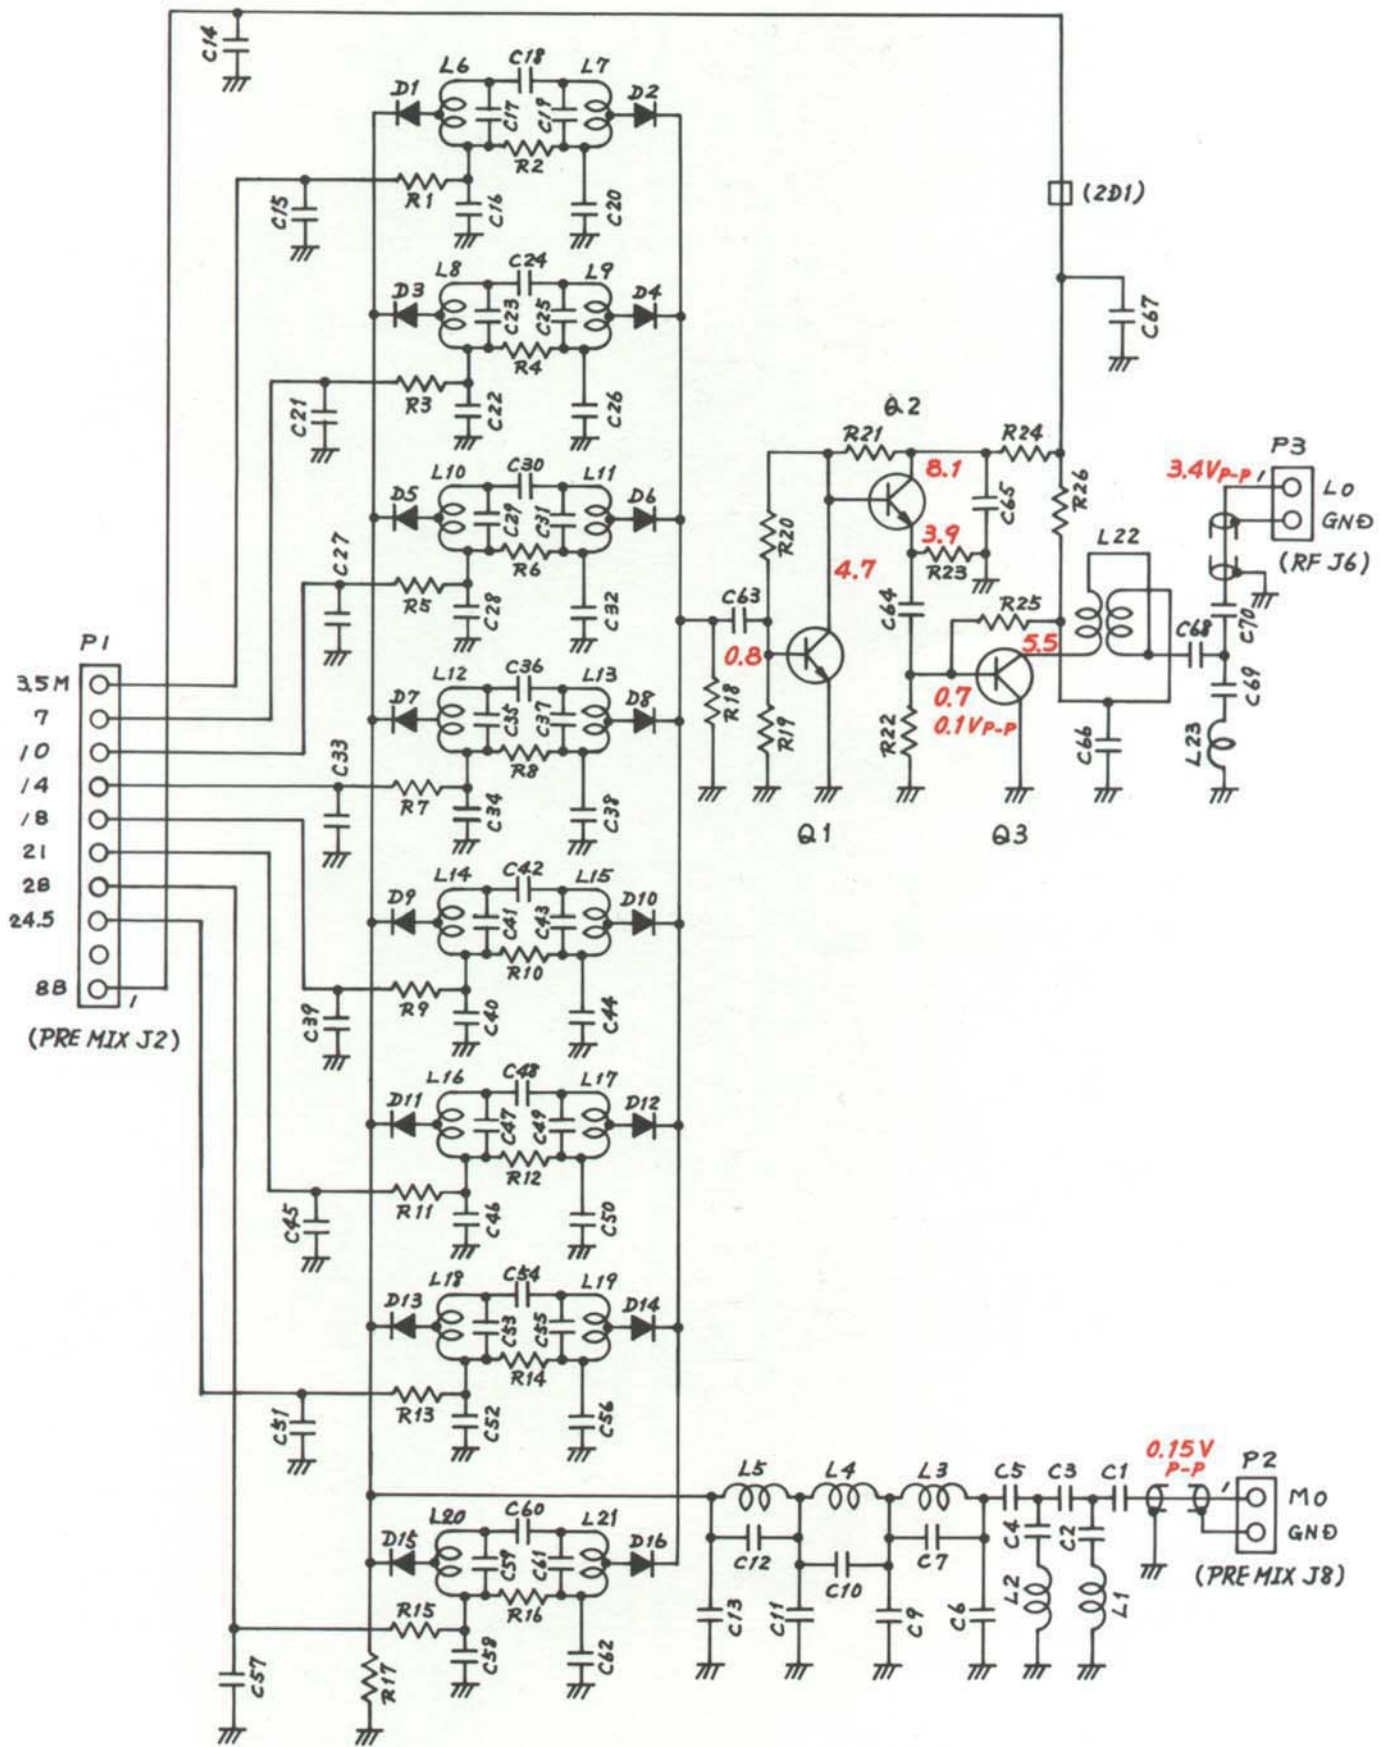 C14
L6 C18 L7
D1 C17 C19 D2
R2
R1
C15 C16 C20
L8 C24 L9
D3 C23 C25 D4
R4
(2D1)
C67
R3
C21 C22 C26
Q2
R21 R24 P3
8.1 3.4VP-P 1 LO
GND
(RF J6)
L10 C30 L11
D5 C29 C31 D6
R6
R20 C65 R26
3.9 L22
4.7 R23
C27
R5
C28 C32
C63 C64 R25 C68 C70
0.8 5.5
C69
P1
3.5M
7
10
14
18
21
28
24.5
8B
1
(PRE MIX J2)
L12 C36 L13
D7 C35 C37 D8
R8
R18 R19 R22 0.7
0.1VP-P
C66 L23
C33
R7
C34 C38
Q1 Q3
L14 C42 L15
D9 C41 C43 D10
R10
R9
C39 C40 C44
L16 C48 L17
D11 C47 C49 D12
R12
R11
C45 C46 C50
L18 C54 L19
D13 C53 C55 D14
R14
R13
C51 C52 C56
0.15V
P-P
L5 L4 L3 C5 C3 C1 P2
1 MO
GND
(PRE MIX J8)
C12 C10 C7 C4 C2
L2 L1
C13 C11 C9 C6
L20 C60 L21
D15 C59 C61 D16
R16
R15
C57 R17 C58 C62